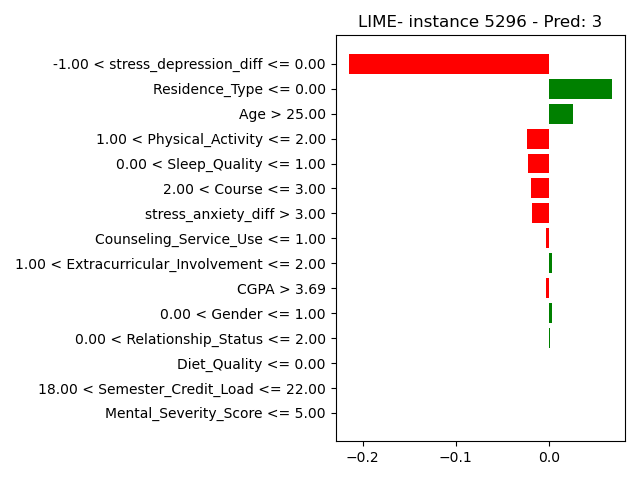 LIME- instance 5296 - Pred: 3
-1.00 < stress_depression_diff <= 0.00
Residence_Type <= 0.00
Age > 25.00
1.00 < Physical_Activity <= 2.00
0.00 < Sleep_Quality <= 1.00
2.00 < Course <= 3.00
stress_anxiety_diff > 3.00
Counseling_Service_Use <= 1.00
1.00 < Extracurricular_Involvement <= 2.00
CGPA > 3.69
0.00 < Gender <= 1.00
0.00 < Relationship_Status <= 2.00
Diet_Quality <= 0.00
18.00 < Semester_Credit_Load <= 22.00
Mental_Severity_Score <= 5.00
−0.2 −0.1 0.0